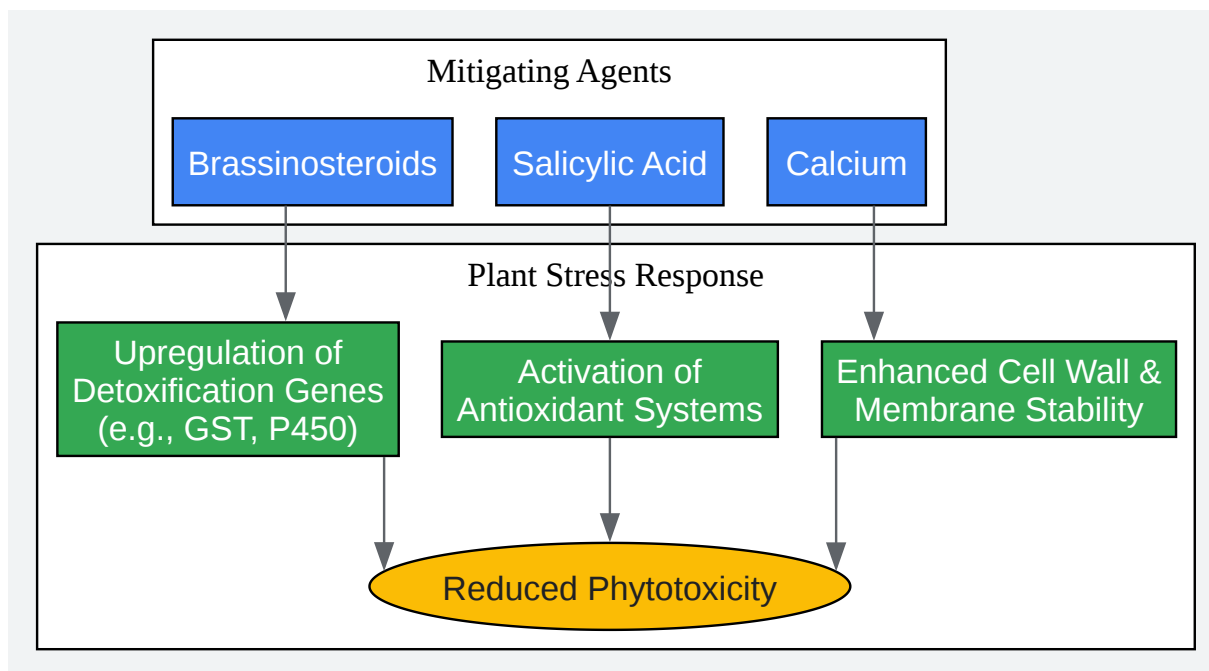 Mitigating Agents
Brassinosteroids
Salicylic Acid
Calcium
Plant Stress Response
Upregulation of
Detoxification Genes
(e.g., GST, P450)
Activation of
Antioxidant Systems
Enhanced Cell Wall &
Membrane Stability
Reduced Phytotoxicity